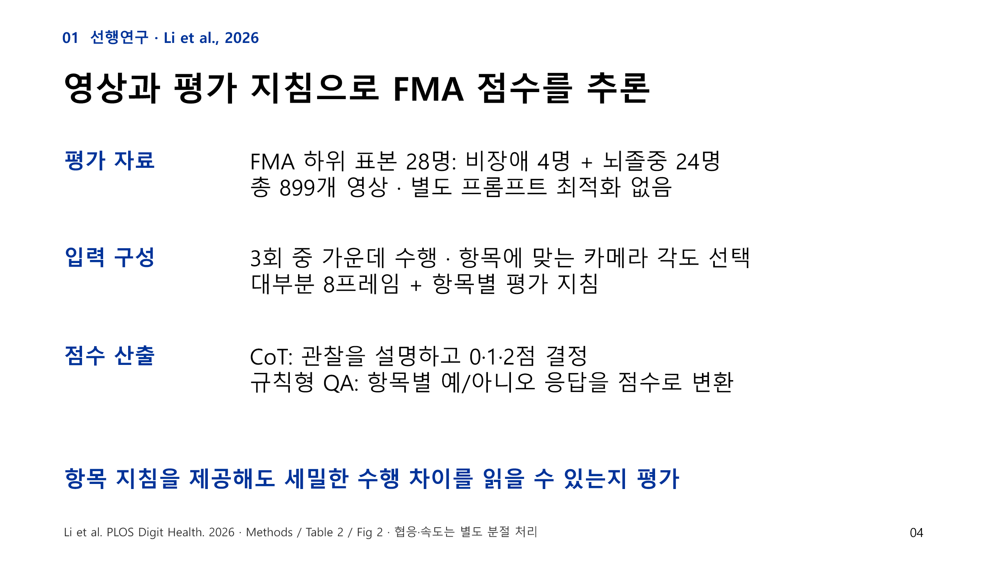 01 선행연구 · Li et al., 2026
영상과 평가 지침으로 FMA 점수를 추론
평가 자료
FMA 하위 표본 28명: 비장애 4명 + 뇌졸중 24명
총 899개 영상 · 별도 프롬프트 최적화 없음
입력 구성
3회 중 가운데 수행 · 항목에 맞는 카메라 각도 선택
대부분 8프레임 + 항목별 평가 지침
점수 산출
CoT: 관찰을 설명하고 0·1·2점 결정
규칙형 QA: 항목별 예/아니오 응답을 점수로 변환
항목 지침을 제공해도 세밀한 수행 차이를 읽을 수 있는지 평가
Li et al. PLOS Digit Health. 2026 · Methods / Table 2 / Fig 2 · 협응·속도는 별도 분절 처리
04